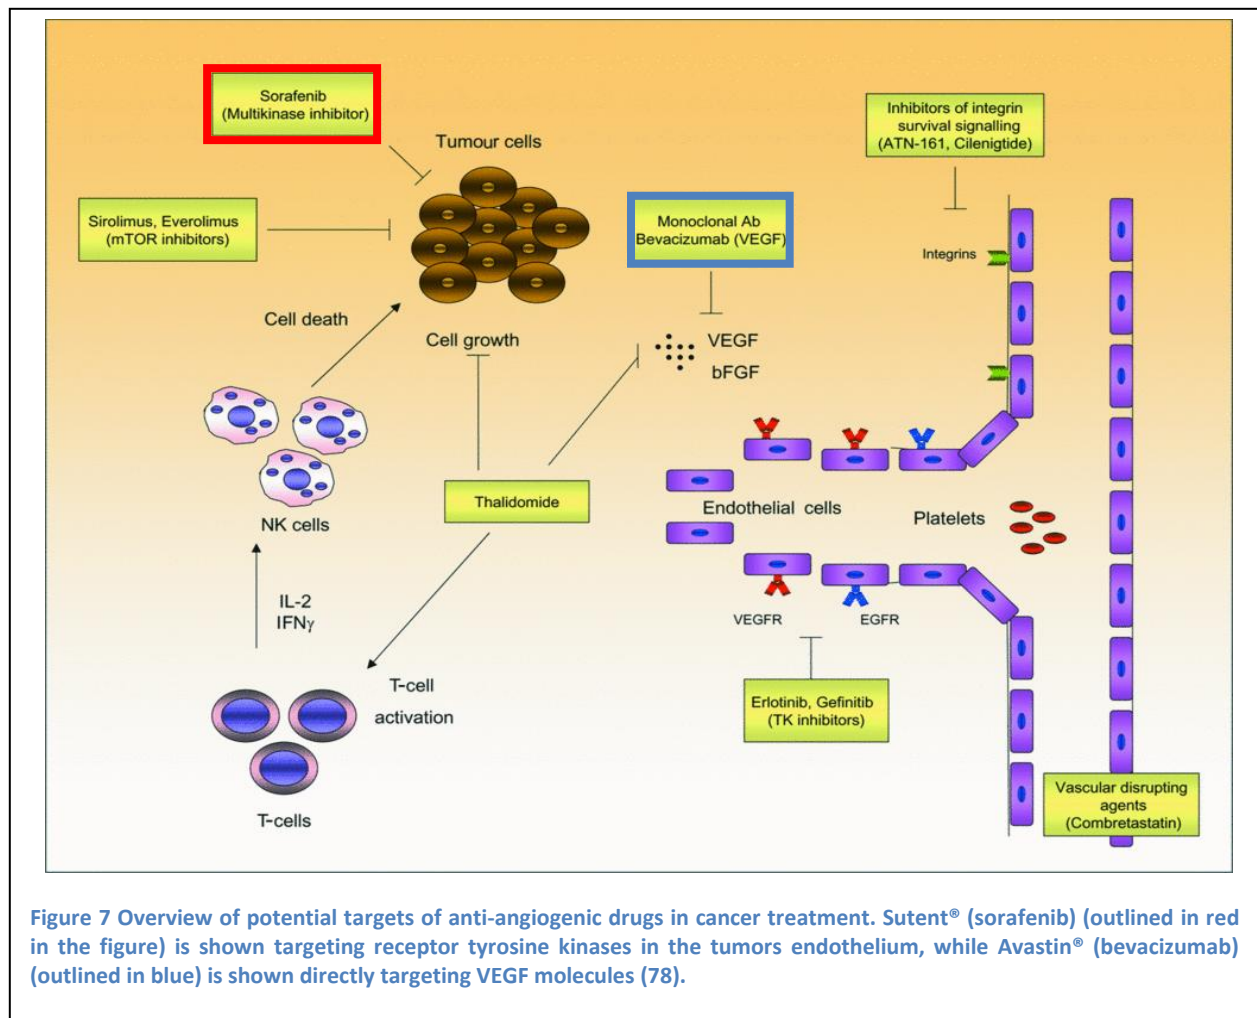 Sorafenib
(Multikinase inhibitor)
Tumour cells
Inhibitors of integrin
survival signalling
(ATN-161, Cilenigtide)
Sirolimus, Everolimus
(mTOR inhibitors)
Monoclonal Ab
Bevacizumab (VEGF)
Integrins
Cell death
Cell growth
VEGF
bFGF
Thalidomide
NK cells
Endothelial cells
Platelets
IL-2
IFNγ
VEGFR
EGFR
T-cell
activation
Erlotinib, Gefinitib
(TK inhibitors)
T-cells
Vascular disrupting
agents
(Combretastatin)
Figure 7 Overview of potential targets of anti-angiogenic drugs in cancer treatment. Sutent® (sorafenib) (outlined in red
in the figure) is shown targeting receptor tyrosine kinases in the tumors endothelium, while Avastin® (bevacizumab)
(outlined in blue) is shown directly targeting VEGF molecules (78).